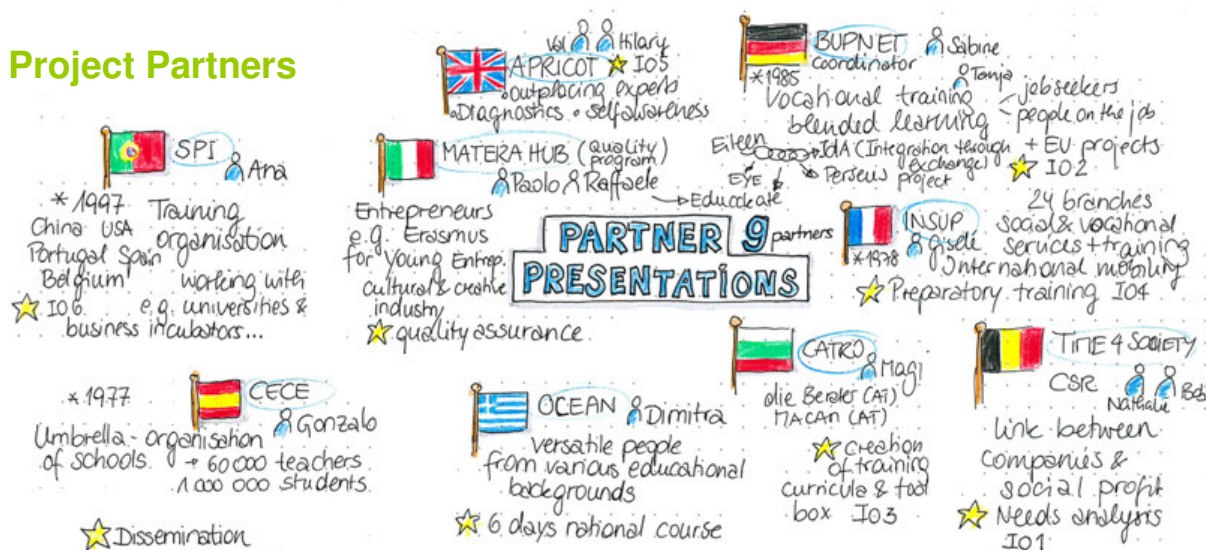 Project Partners
Val Hilary
APRICOT IO5
• outplacing experts
• Diagnostics • selfawareness
BUPNET Sabine
coordinator
*1985 Tanja
Vocational training
blended learning
jobseekers
people on the job
+ EU projects
IO2
Eileen
IdA (Integration through
exchange)
project
EYE
Perseus
Educcleate
SPI
Ana
* 1997 Training
China USA organisation
Portugal Spain
Belgium working with
IO6 e.g. universities &
business incubators...
MATERA HUB (quality
program)
Paolo Raffaele
Entrepreneurs
e.g. Erasmus
for Young Entrep.
cultural & creative
industry
quality assurance
PARTNER 9 partners
PRESENTATIONS
INSUP
Gisèle
*1978
24 branches
social & vocational
services + training
International mobility
Preparatory training IO4
CECE
* 1977
Gonzalo
Umbrella-organisation
of schools.
+ 60 000 teachers
1 000 000 students
Dissemination
OCEAN Dimitra
versatile people
from various educational
backgrounds
6 days national course
CATRO
Magi
die Berater (AT)
MACAN (AT)
creation
of training
curricula & tool
box IO3
TIME 4 SOCIETY
CSR
Nathalie Bob
link between
companies &
social profit
Needs analysis
IO1